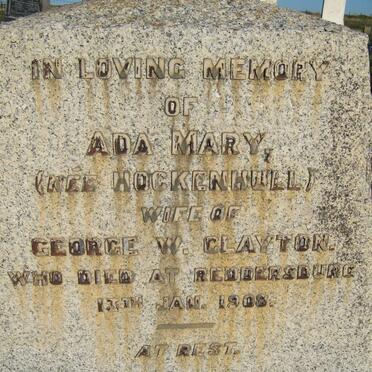 IN LOVING MEMORY
OF
ADA MARY,
(NEE HOCKENHULL)
WIFE OF
GEORGE W. CLAYTON.
WHO DIED AT REDDERSBURG
13TH JAN. 1908.
AT REST.